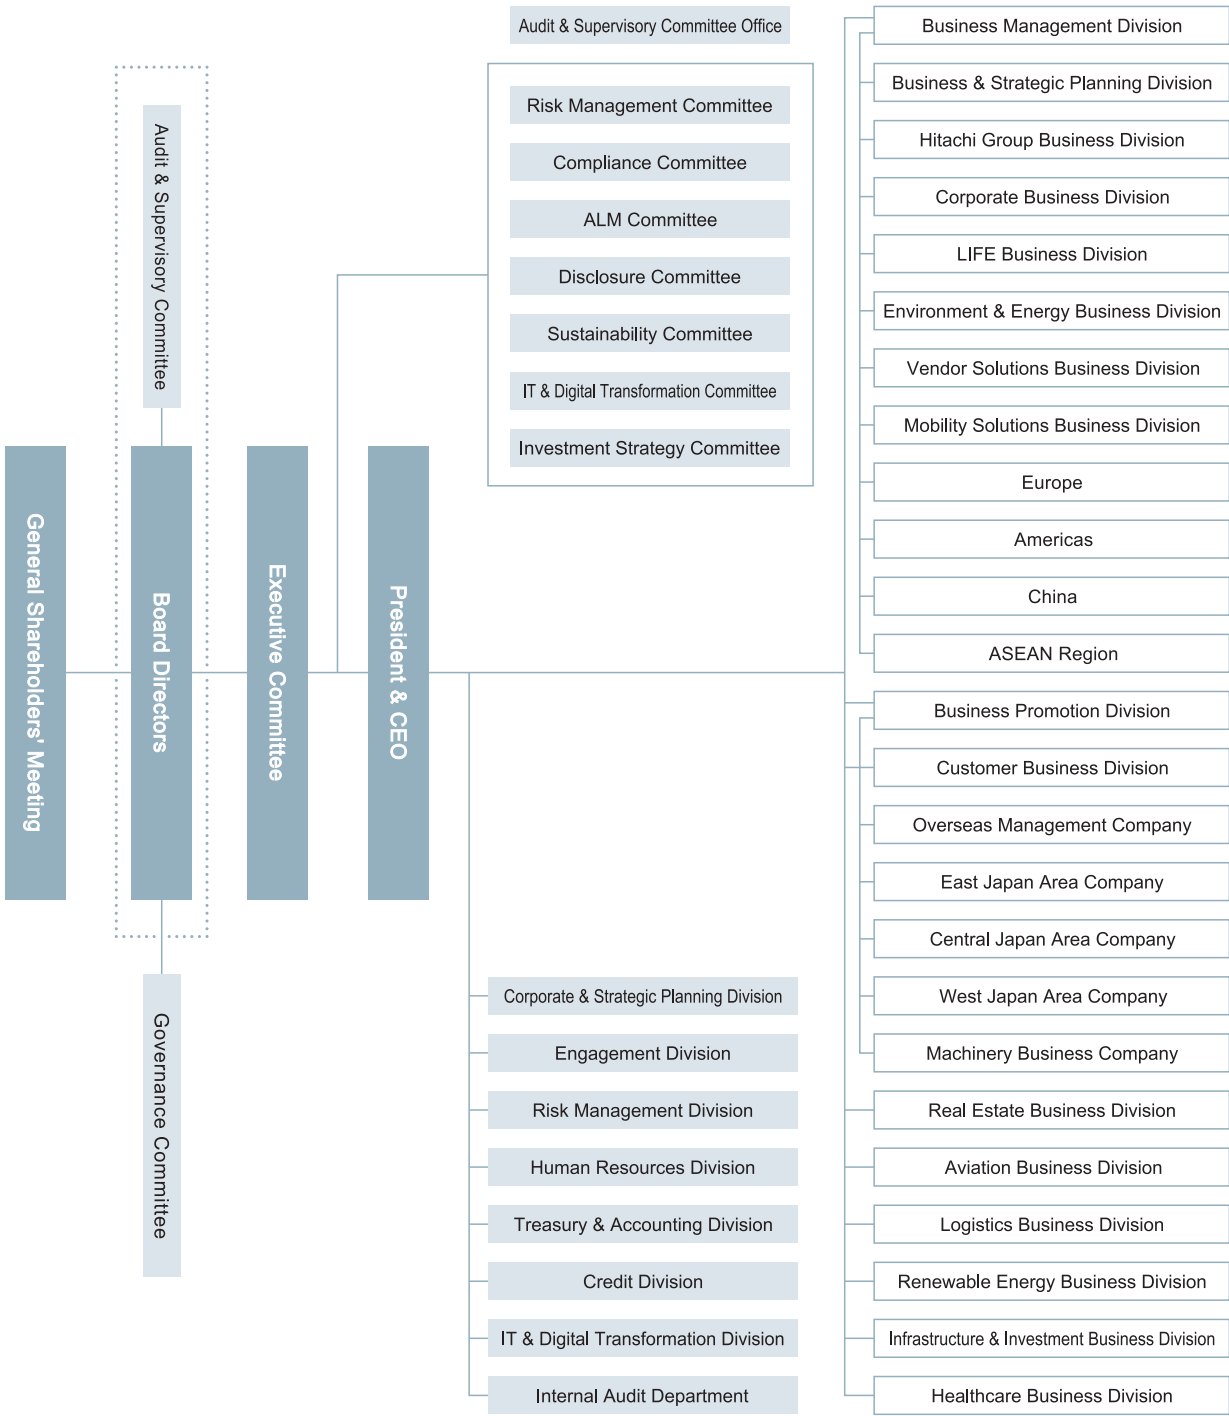 General Shareholders' Meeting
Audit & Supervisory Committee
Board Directors
Governance Committee
Executive Committee
President & CEO
Audit & Supervisory Committee Office
Risk Management Committee
Compliance Committee
ALM Committee
Disclosure Committee
Sustainability Committee
IT & Digital Transformation Committee
Investment Strategy Committee
Corporate & Strategic Planning Division
Engagement Division
Risk Management Division
Human Resources Division
Treasury & Accounting Division
Credit Division
IT & Digital Transformation Division
Internal Audit Department
Business Management Division
Business & Strategic Planning Division
Hitachi Group Business Division
Corporate Business Division
LIFE Business Division
Environment & Energy Business Division
Vendor Solutions Business Division
Mobility Solutions Business Division
Europe
Americas
China
ASEAN Region
Business Promotion Division
Customer Business Division
Overseas Management Company
East Japan Area Company
Central Japan Area Company
West Japan Area Company
Machinery Business Company
Real Estate Business Division
Aviation Business Division
Logistics Business Division
Renewable Energy Business Division
Infrastructure & Investment Business Division
Healthcare Business Division